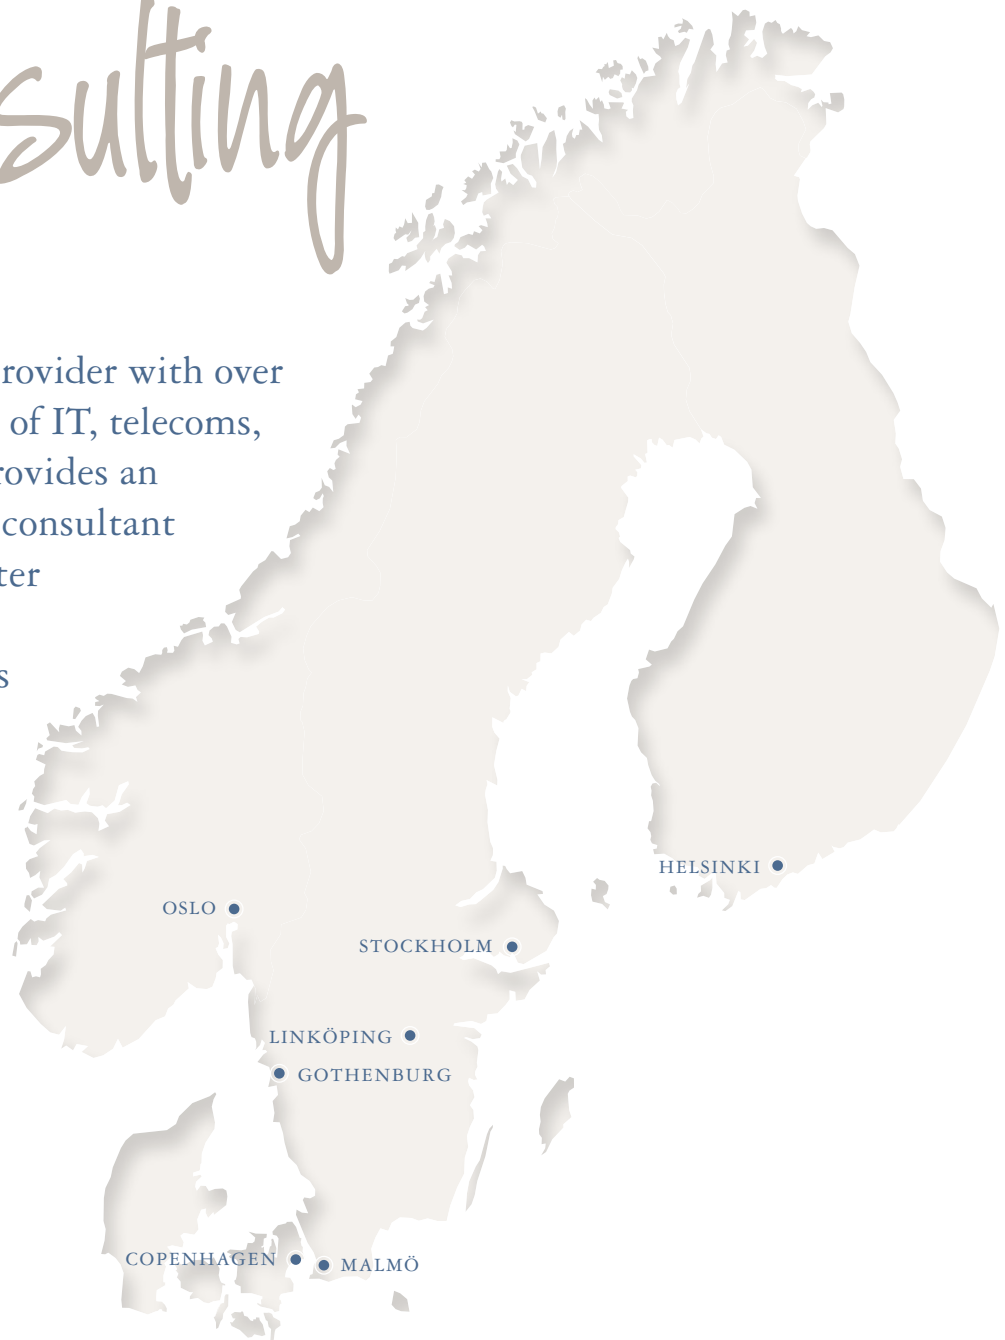 sulting
rovider with over
of IT, telecoms,
rovides an
consultant
ter
s
HELSINKI
OSLO
STOCKHOLM
LINKÖPING
GOTHENBURG
COPENHAGEN
MALMÖ